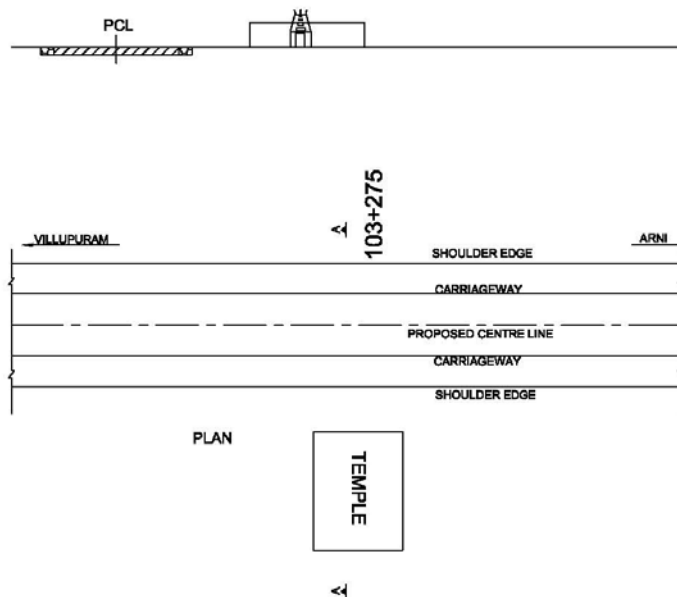 PCL
103+275
A
VILLUPURAM
ARNI
SHOULDER EDGE
CARRIAGEWAY
PROPOSED CENTRE LINE
CARRIAGEWAY
SHOULDER EDGE
PLAN
TEMPLE
A